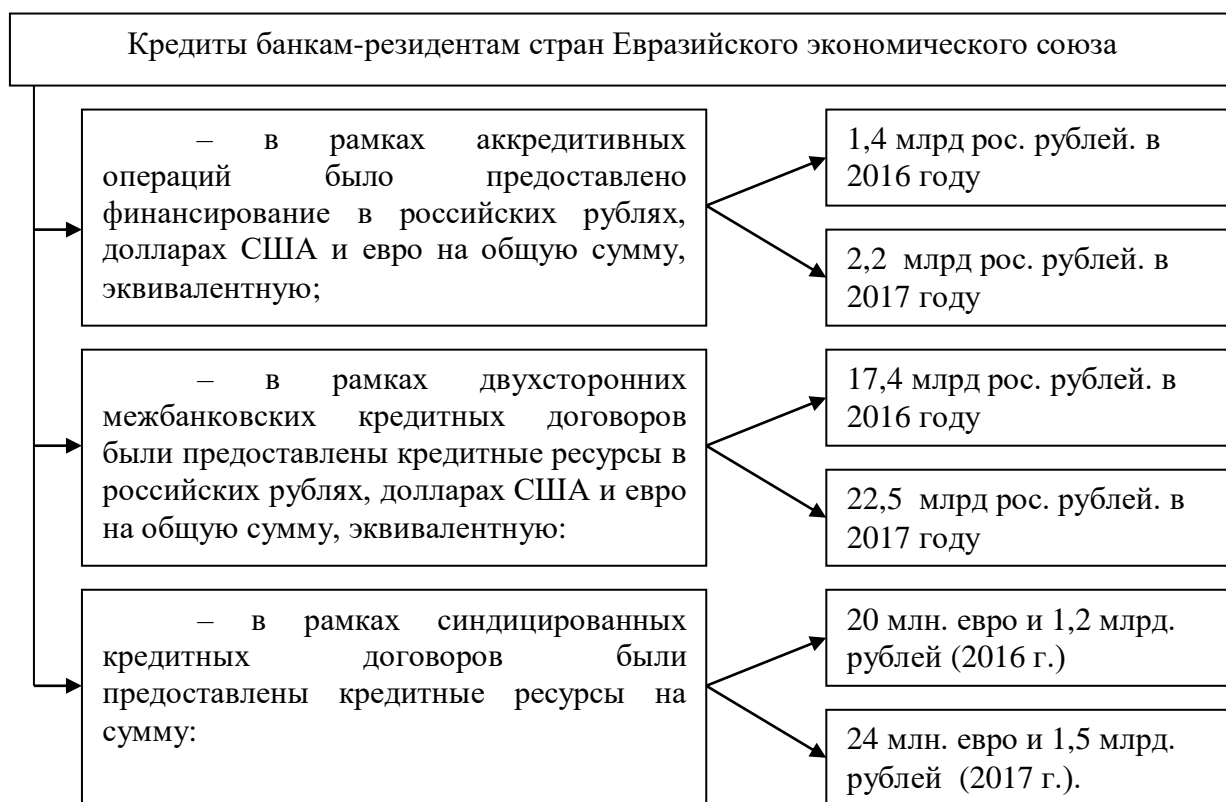 Кредиты банкам-резидентам стран Евразийского экономического союза
– в рамках аккредитивных
операций было предоставлено
финансирование в российских рублях,
долларах США и евро на общую сумму,
эквивалентную;
1,4 млрд рос. рублей. в
2016 году
2,2 млрд рос. рублей. в
2017 году
– в рамках двухсторонних
межбанковских кредитных договоров
были предоставлены кредитные ресурсы в
российских рублях, долларах США и евро
на общую сумму, эквивалентную:
17,4 млрд рос. рублей. в
2016 году
22,5 млрд рос. рублей. в
2017 году
– в рамках синдицированных
кредитных договоров были
предоставлены кредитные ресурсы на
сумму:
20 млн. евро и 1,2 млрд.
рублей (2016 г.)
24 млн. евро и 1,5 млрд.
рублей (2017 г.).